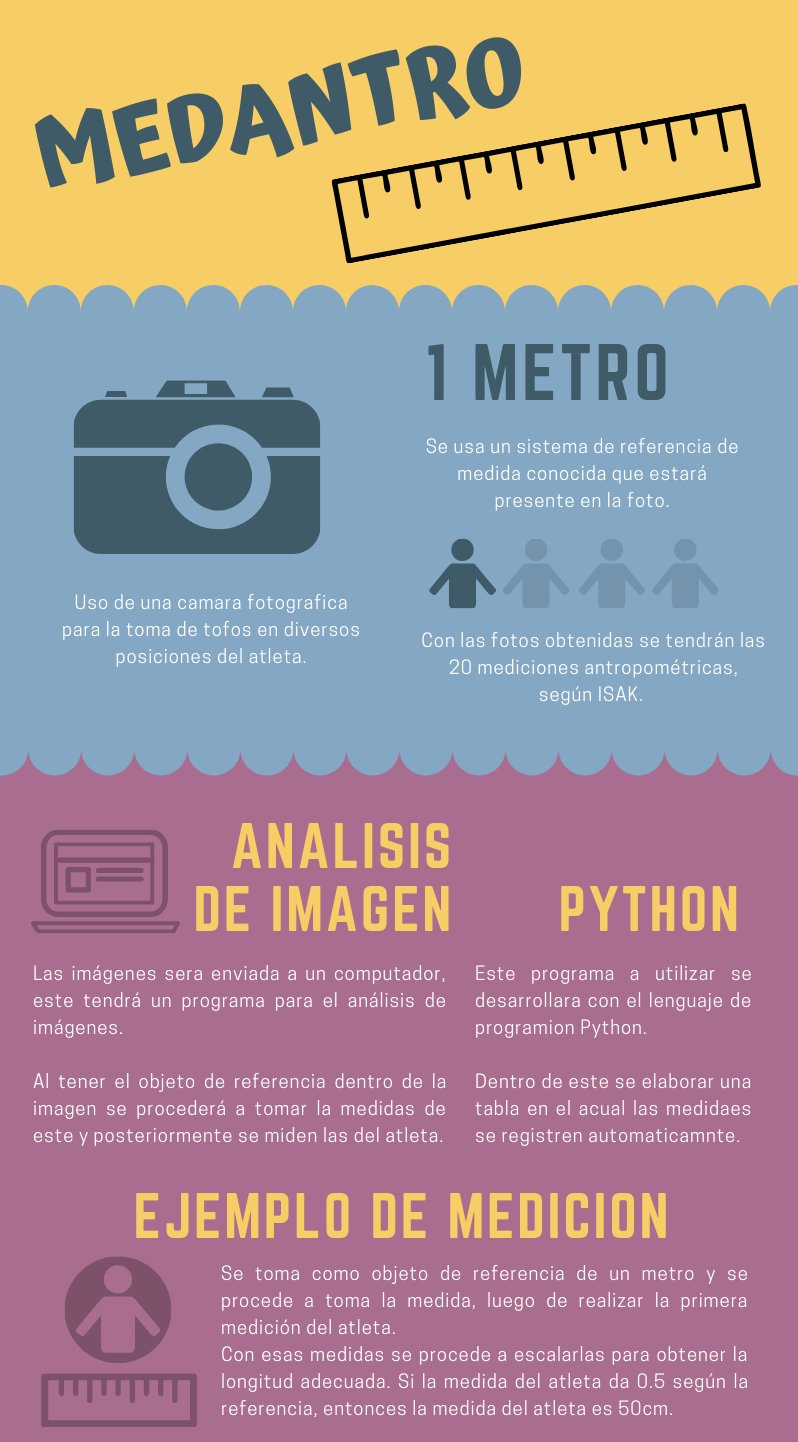 MEDANTRO
1 METRO
Se usa un sistema de referencia de
medida conocida que estará
presente en la foto.
Uso de una camara fotografica
para la toma de tofos en diversos
posiciones del atleta.
Con las fotos obtenidas se tendrán las
20 mediciones antropométricas,
según ISAK.
ANALISIS
DE IMAGEN
Las imágenes sera enviada a un computador,
este tendrá un programa para el análisis de
imágenes.
Al tener el objeto de referencia dentro de la
imagen se procederá a tomar la medidas de
este y posteriormente se miden las del atleta.
PYTHON
Este programa a utilizar se
desarrollara con el lenguaje de
programion Python.
Dentro de este se elaborar una
tabla en el acual las medidaes
se registren automaticamnte.
EJEMPLO DE MEDICION
Se toma como objeto de referencia de un metro y se
procede a toma la medida, luego de realizar la primera
medición del atleta.
Con esas medidas se procede a escalarlas para obtener la
longitud adecuada. Si la medida del atleta da 0.5 según la
referencia, entonces la medida del atleta es 50cm.